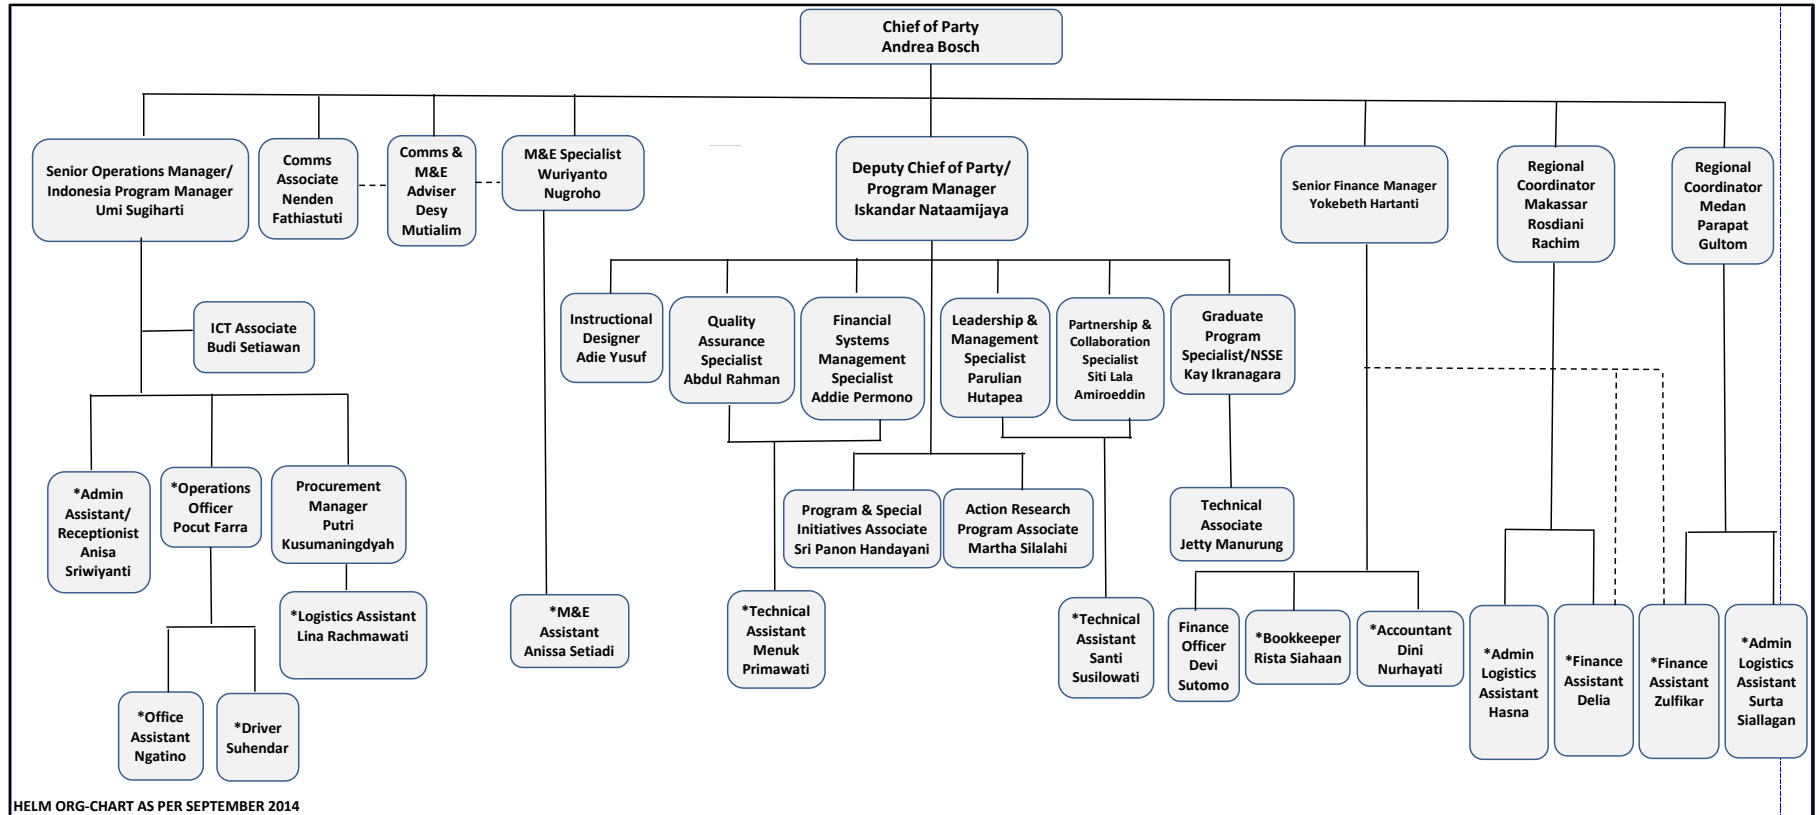 Chief of Party
Andrea Bosch
Senior Operations Manager/
Indonesia Program Manager
Umi Sugiharti
Comms
Associate
Nenden
Fathiastuti
Comms &
M&E
Adviser
Desy
Mutialim
M&E Specialist
Wuriyanto
Nugroho
Deputy Chief of Party/
Program Manager
Iskandar Nataamijaya
Senior Finance Manager
Yokebeth Hartanti
Regional
Coordinator
Makassar
Rosdiani
Rachim
Regional
Coordinator
Medan
Parapat
Gultom
ICT Associate
Budi Setiawan
Instructional
Designer
Adie Yusuf
Quality
Assurance
Specialist
Abdul Rahman
Financial
Systems
Management
Specialist
Addie Permono
Leadership &
Management
Specialist
Parulian
Hutapea
Partnership &
Collaboration
Specialist
Siti Lala
Amiroeddin
Graduate
Program
Specialist/NSSE
Kay Ikranagara
*Admin
Assistant/
Receptionist
Anisa
Sriwiyanti
*Operations
Officer
Pocut Farra
Procurement
Manager
Putri
Kusumaningdyah
Program & Special
Initiatives Associate
Sri Panon Handayani
Action Research
Program Associate
Martha Silalahi
Technical
Associate
Jetty Manurung
*Logistics Assistant
Lina Rachmawati
*M&E
Assistant
Anissa Setiadi
*Technical
Assistant
Menuk
Primawati
*Technical
Assistant
Santi
Susilowati
Finance
Officer
Devi
Sutomo
*Bookkeeper
Rista Siahaan
*Accountant
Dini
Nurhayati
*Admin
Logistics
Assistant
Hasna
*Finance
Assistant
Delia
*Finance
Assistant
Zulfikar
*Admin
Logistics
Assistant
Surta
Siallagan
*Office
Assistant
Ngatino
*Driver
Suhendar
HELM ORG-CHART AS PER SEPTEMBER 2014